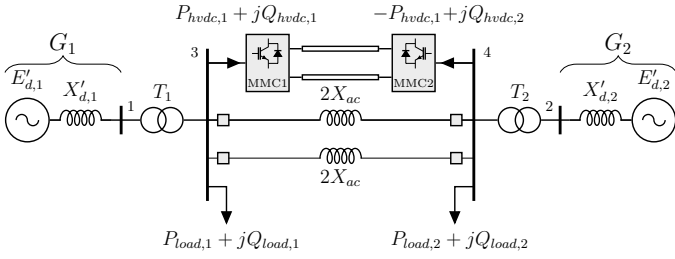 P_{hvdc,1} + jQ_{hvdc,1}
−P_{hvdc,1}+jQ_{hvdc,2}
G_1
3
4
G_2
E'_{d,1}
X'_{d,1}
T_1
MMC1
MMC2
T_2
X'_{d,2}
E'_{d,2}
1
2X_{ac}
2
2X_{ac}
P_{load,1} + jQ_{load,1}
P_{load,2} + jQ_{load,2}